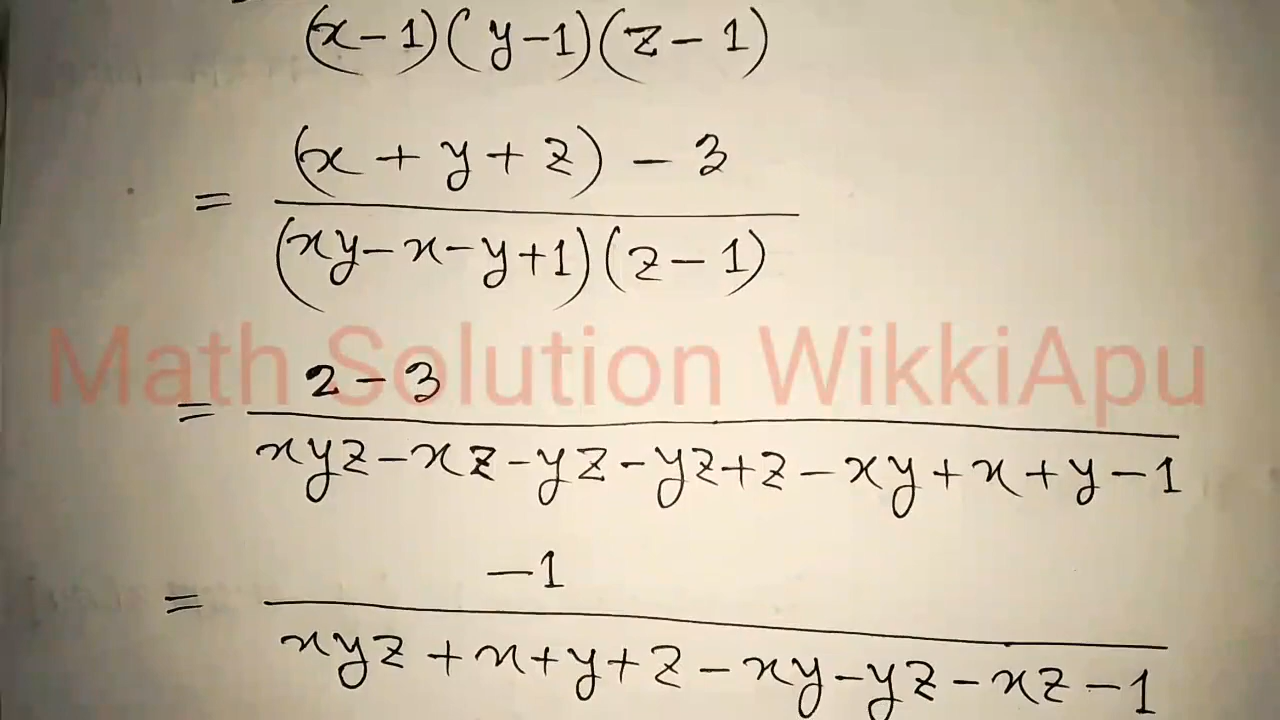 (x-1)(y-1)(z-1)
= (x+y+z)-3
(xy-x-y+1)(z-1)
Math Solution WikkiApu
= 2-3
xyz-xz-yz-yz+z-xy+x+y-1
= -1
xyz+x+y+z-xy-yz-xz-1